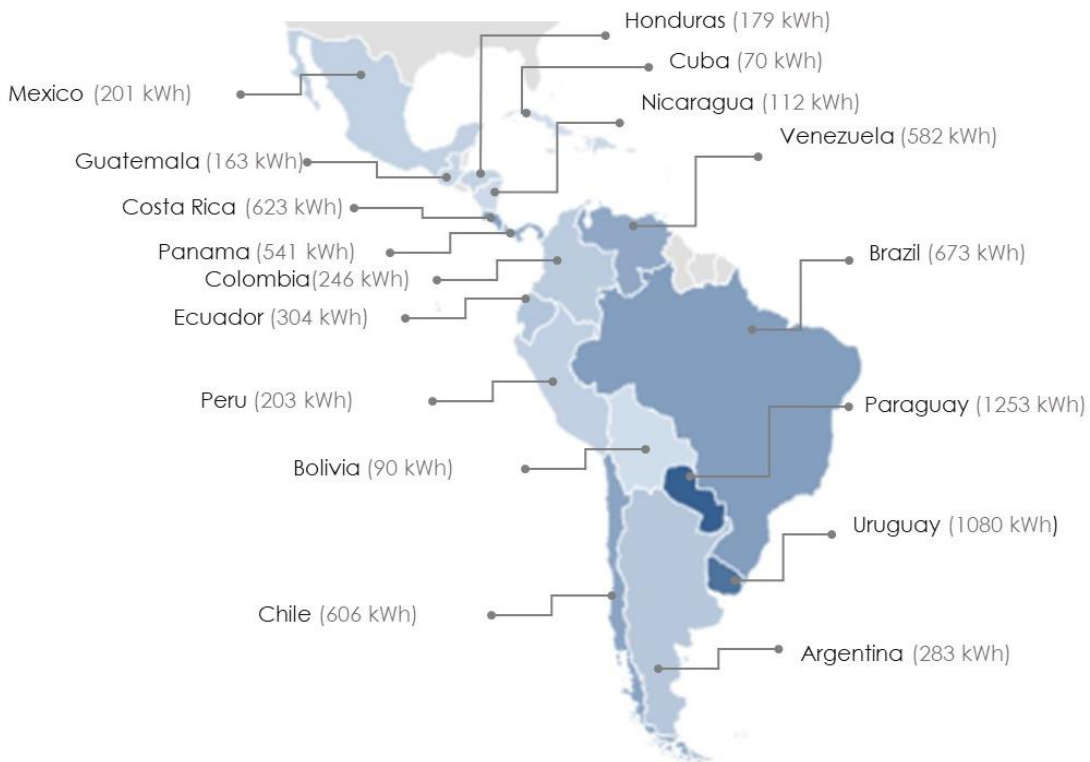 Honduras (179 kWh)
Cuba (70 kWh)
Mexico (201 kWh)
Nicaragua (112 kWh)
Venezuela (582 kWh)
Guatemala (163 kWh)
Costa Rica (623 kWh)
Panama (541 kWh)
Brazil (673 kWh)
Colombia(246 kWh)
Ecuador (304 kWh)
Peru (203 kWh)
Paraguay (1253 kWh)
Bolivia (90 kWh)
Uruguay (1080 kWh)
Chile (606 kWh)
Argentina (283 kWh)